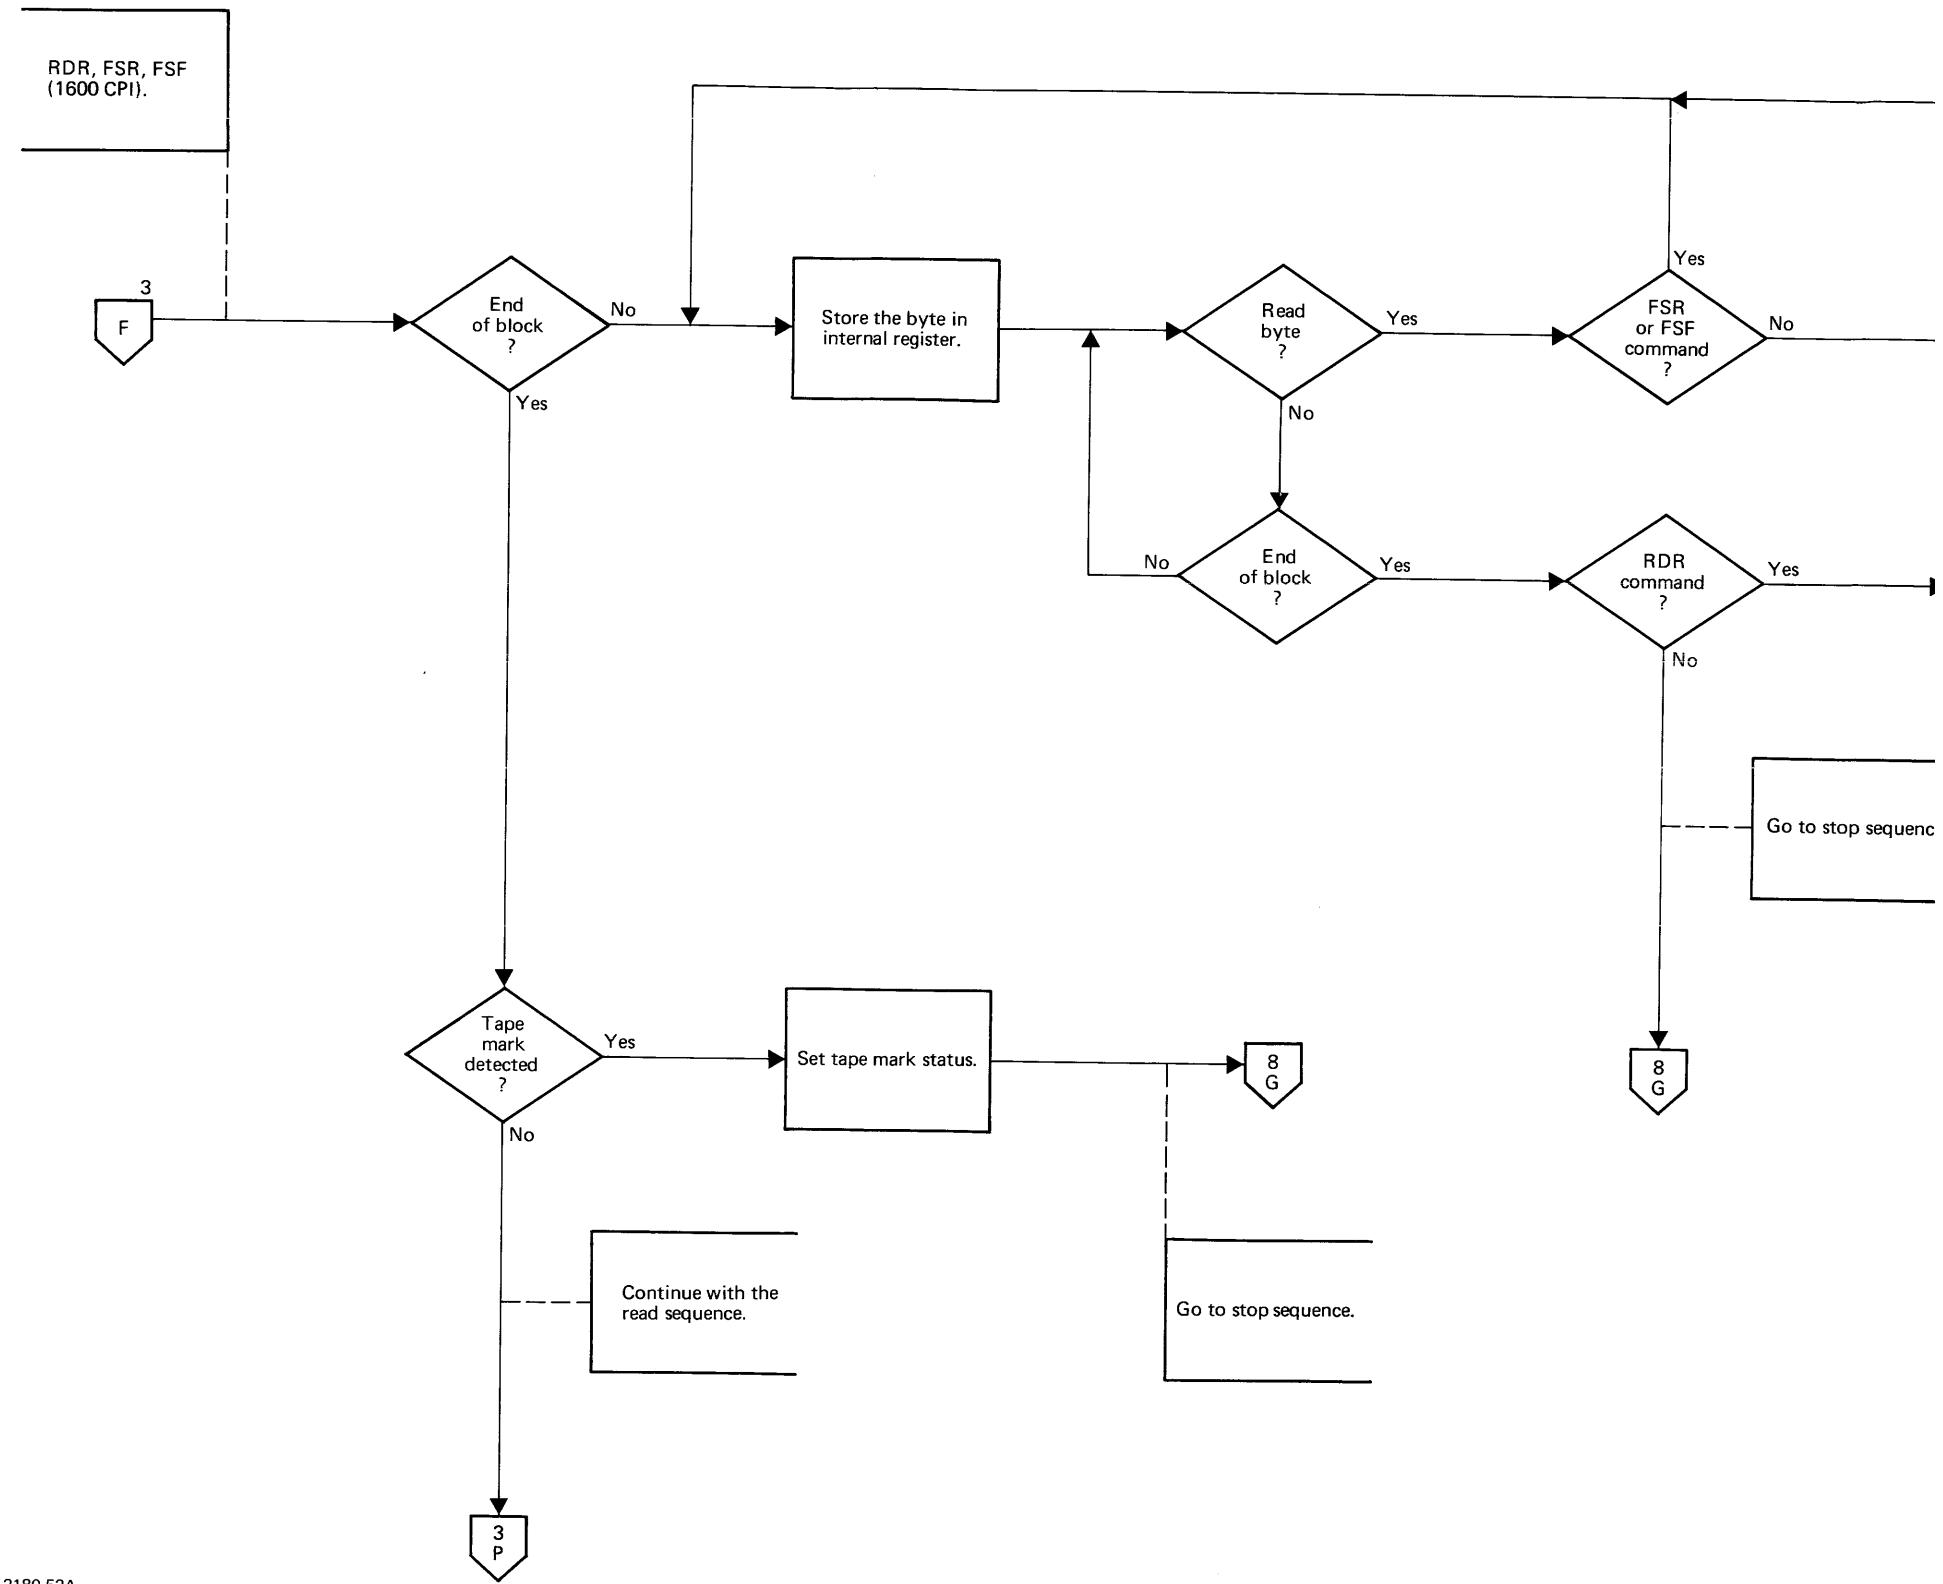 RDR, FSR, FSF
(1600 CPI).
3
F
End
of block
?
No
Yes
Store the byte in
internal register.
Read
byte
?
Yes
No
FSR
or FSF
command
?
Yes
No
End
of block
?
No
Yes
RDR
command
?
Yes
No
Go to stop sequenc
8
G
Tape
mark
detected
?
Yes
No
Set tape mark status.
8
G
Go to stop sequence.
Continue with the
read sequence.
3
P